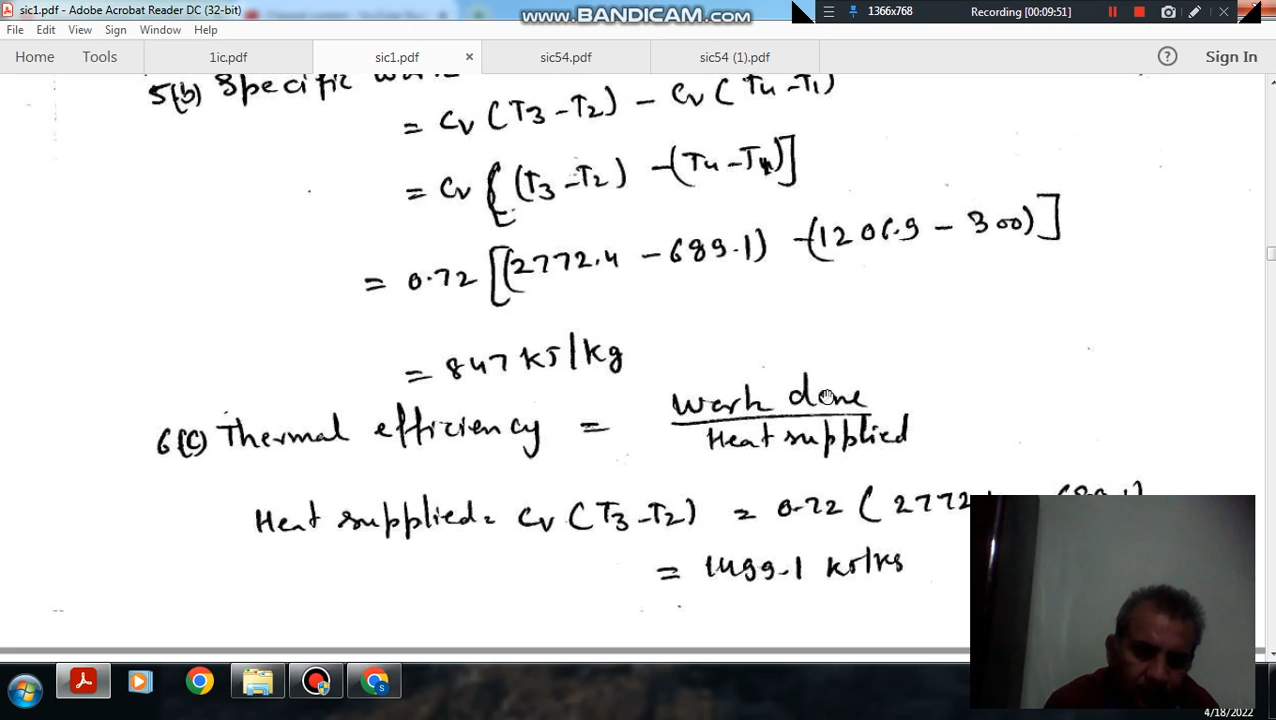 sic1.pdf - Adobe Acrobat Reader DC (32-bit)
www.BANDICAM.com
1366x768
Recording [00:09:51]
File Edit View Sign Window Help
Home Tools
1ic.pdf
sic1.pdf ×
sic54.pdf
sic54 (1).pdf
Sign In
5(b) Specific
= Cv (T3 - T2) - Cv (T4 - T1)
= Cv [(T3 - T2) - (T4 -
= 0.72 [(2772.4 - 689.1) - (1206.9 - 300)]
= 847 kJ/kg
6(c) Thermal efficiency = Work done
Heat supplied
Heat supplied = Cv (T3 - T2) = 0.72 ( 2772
= 1499.1 kJ/kg
4/18/2022